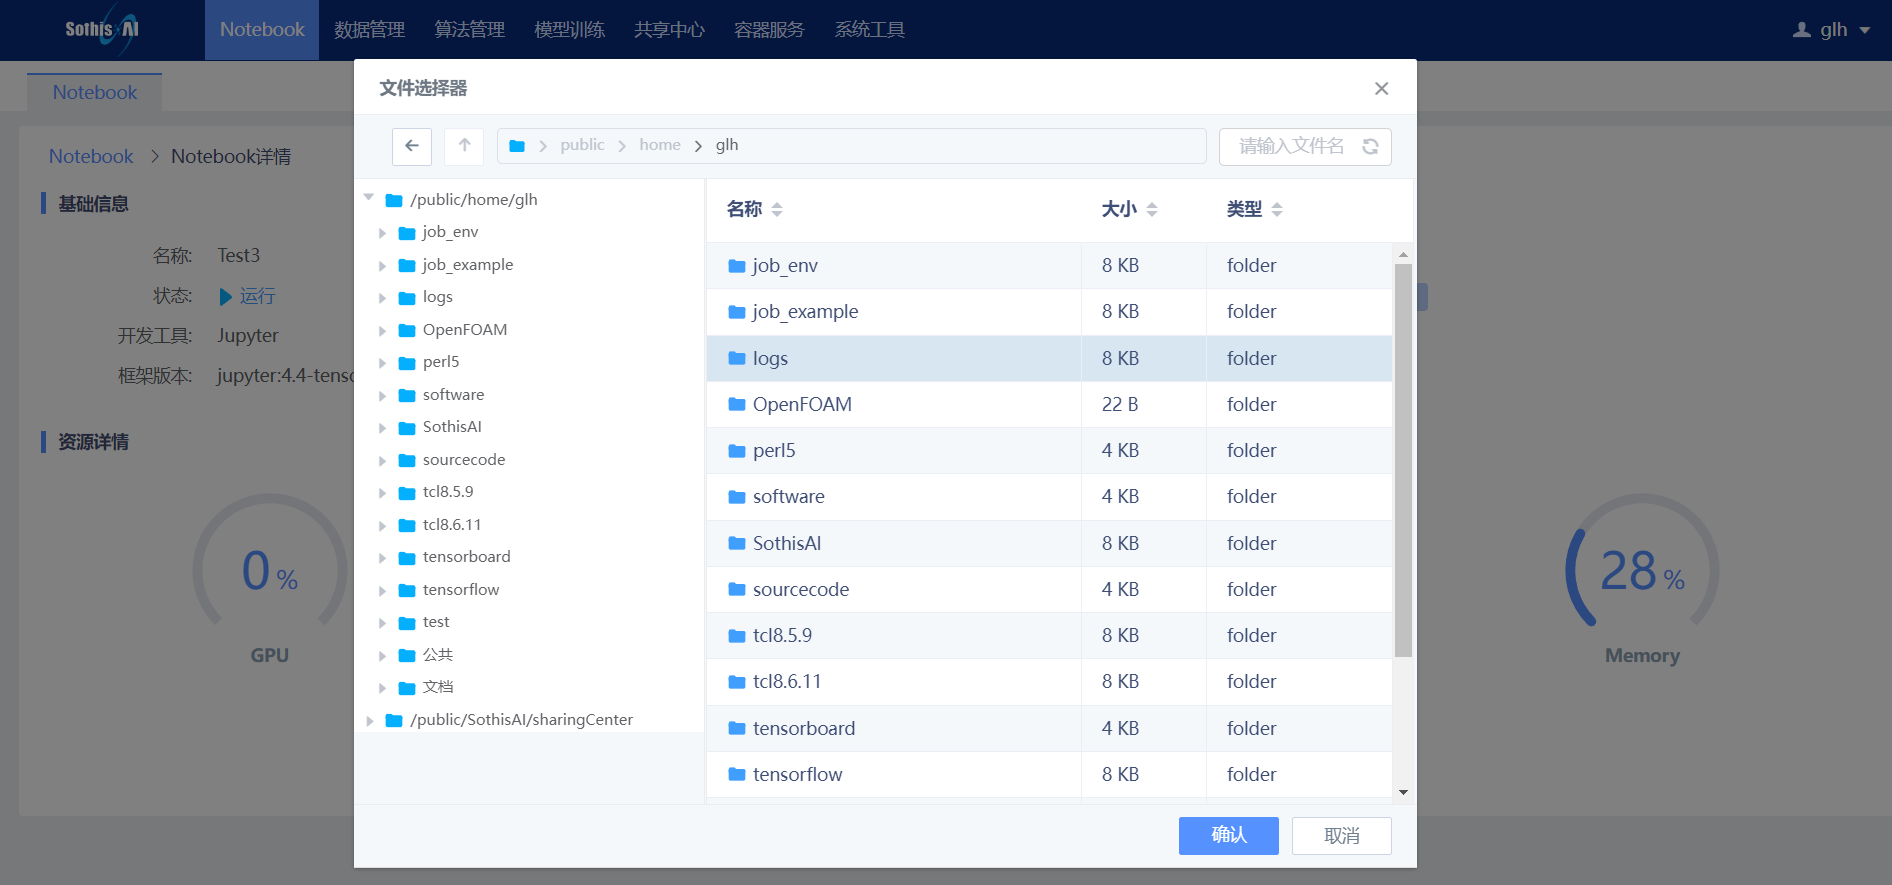 SothisAI
Notebook 数据管理 算法管理 模型训练 共享中心 容器服务 系统工具 glh
Notebook
文件选择器
public home glh 请输入文件名
Notebook Notebook详情
基础信息
名称: Test3
状态: 运行
开发工具: Jupyter
框架版本: jupyter:4.4-tensc
资源详情
0 %
GPU
/public/home/glh
job_env
job_example
logs
OpenFOAM
perl5
software
SothisAI
sourcecode
tcl8.5.9
tcl8.6.11
tensorboard
tensorflow
test
公共
文档
/public/SothisAI/sharingCenter
名称 大小 类型
job_env 8 KB folder
job_example 8 KB folder
logs 8 KB folder
OpenFOAM 22 B folder
perl5 4 KB folder
software 4 KB folder
SothisAI 8 KB folder
sourcecode 4 KB folder
tcl8.5.9 8 KB folder
tcl8.6.11 8 KB folder
tensorboard 4 KB folder
tensorflow 8 KB folder
28 %
Memory
确认 取消